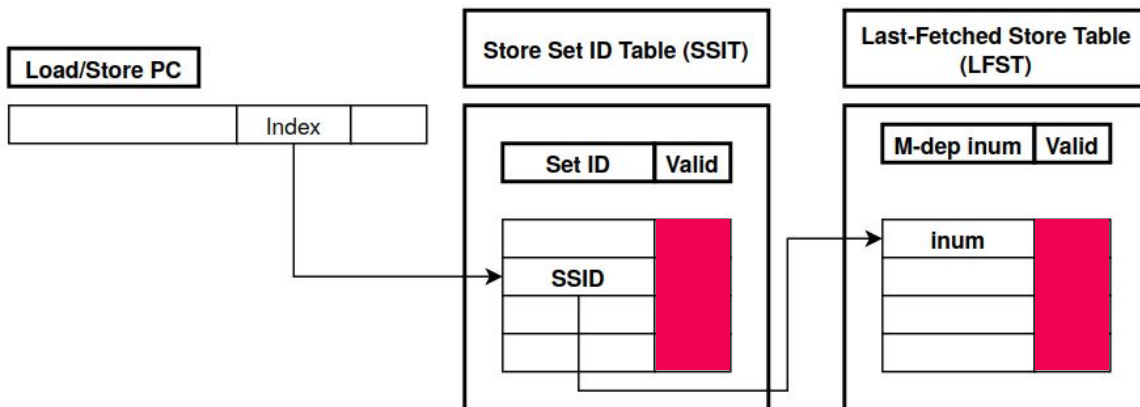 Load/Store PC
Index
Store Set ID Table (SSIT)
Set ID Valid
SSID
Last-Fetched Store Table
(LFST)
M-dep inum Valid
inum